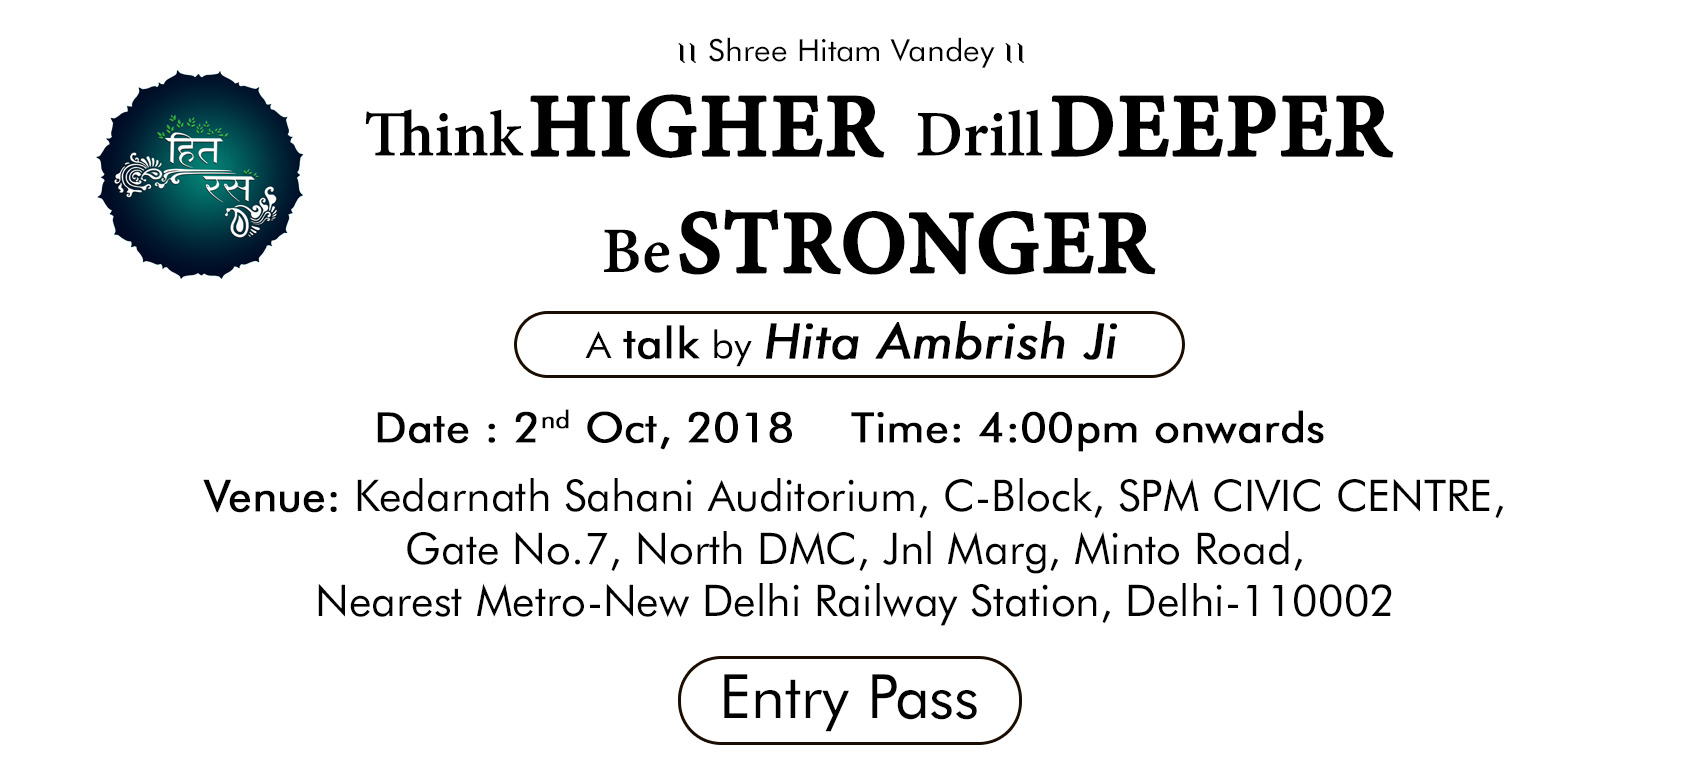 ।। Shree Hitam Vandey ।।
Think HIGHER Drill DEEPER
Be STRONGER
हित
रस
A talk by Hita Ambrish Ji
Date : 2nd Oct, 2018 Time: 4:00pm onwards
Venue: Kedarnath Sahani Auditorium, C-Block, SPM CIVIC CENTRE,
Gate No.7, North DMC, Jnl Marg, Minto Road,
Nearest Metro-New Delhi Railway Station, Delhi-110002
Entry Pass